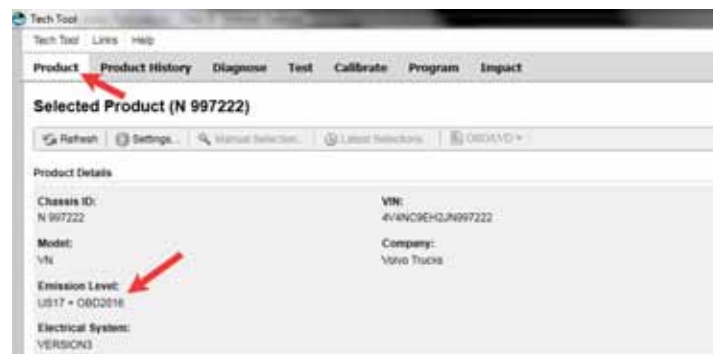 Tech Tool
Tech Tool Links Help
Product Product History Diagnose Test Calibrate Program Impact
Selected Product (N 997222)
Refresh Settings... Manual Selection... Latest Selections OBD/LVD
Product Details
Chassis ID: VIN:
N 997222 4V4NC9EH2JN997222
Model: Company:
VN Volvo Trucks
Emission Level:
US17 + OBD2016
Electrical System:
VERSION3